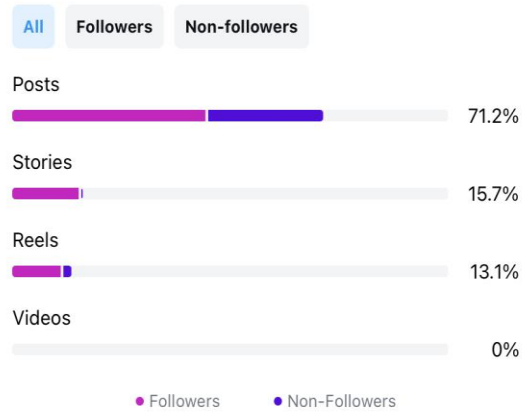 All Followers Non-followers
Posts
71.2%
Stories
15.7%
Reels
13.1%
Videos
0%
Followers Non-Followers